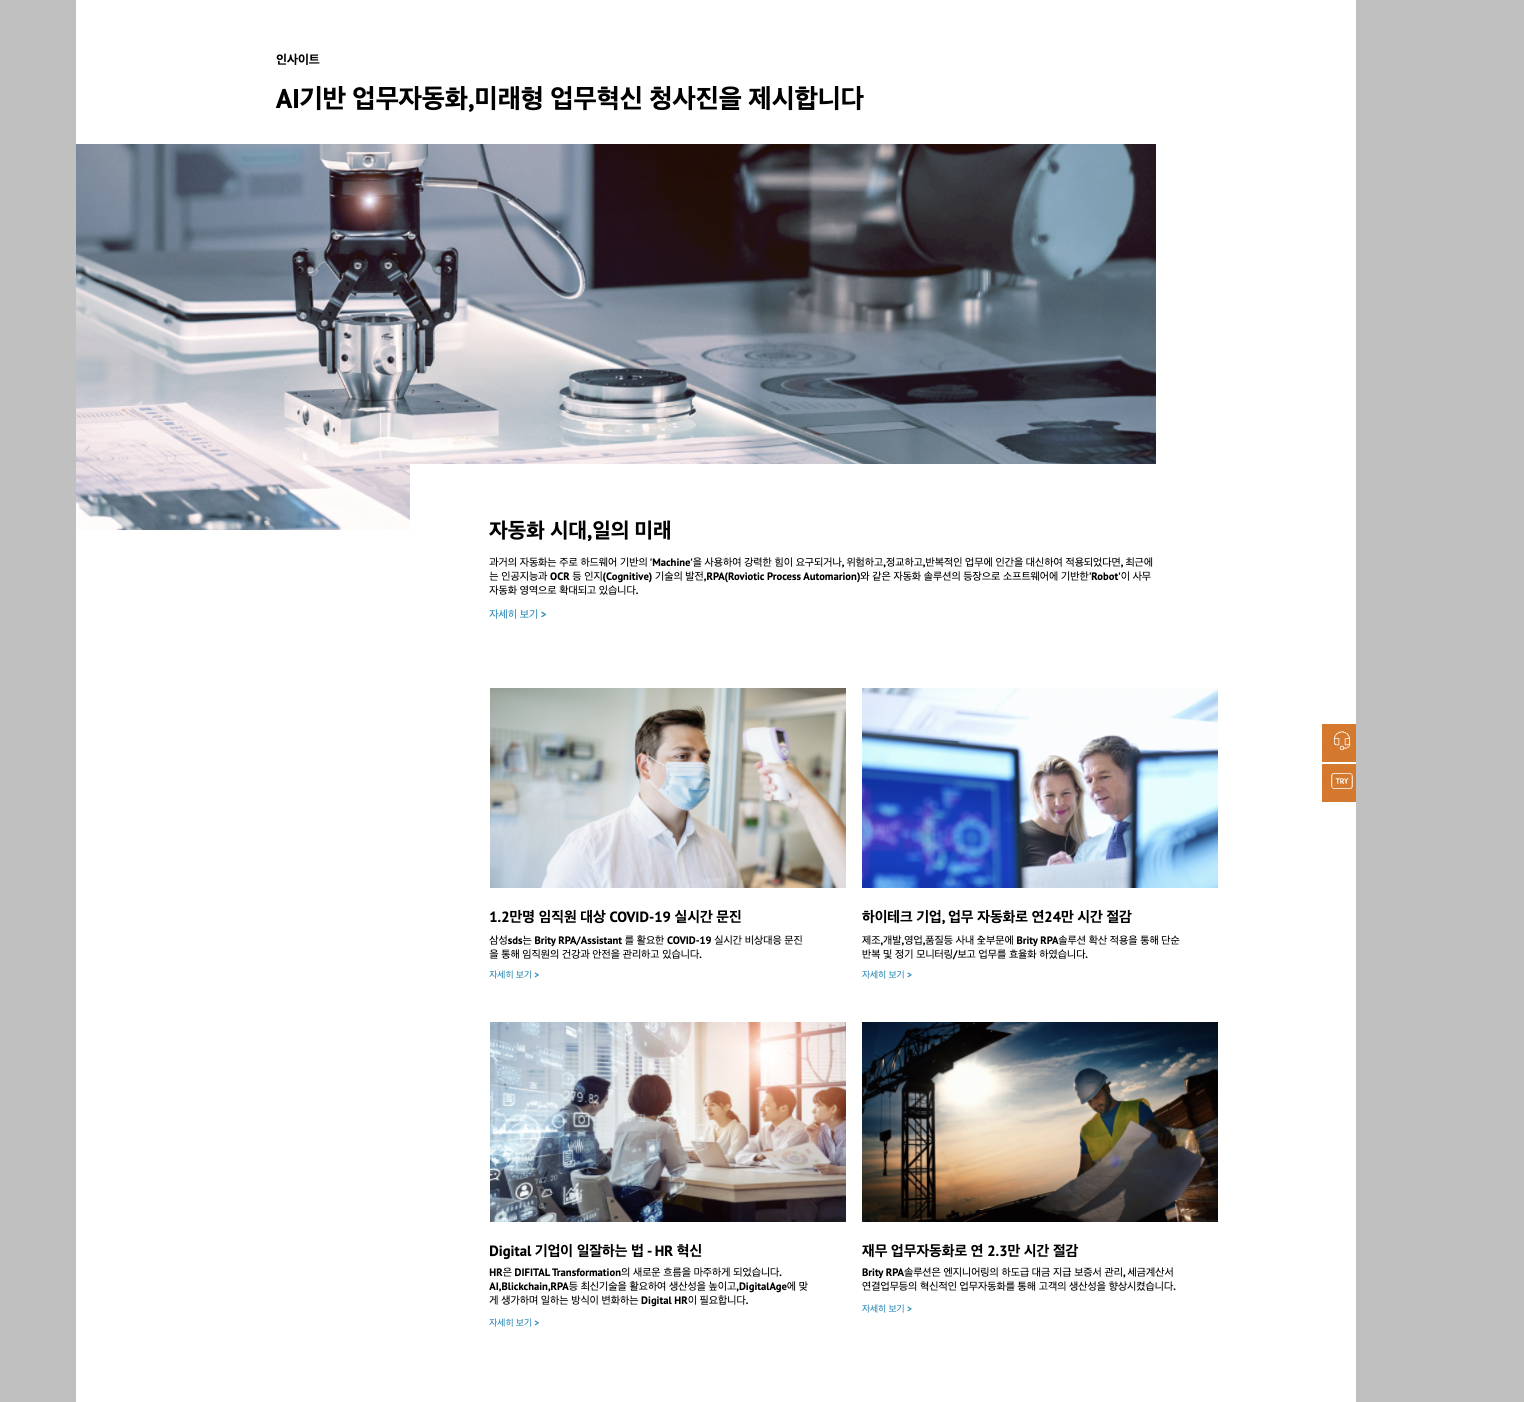 인사이트
AI기반 업무자동화,미래형 업무혁신 청사진을 제시합니다
자동화 시대,일의 미래
과거의 자동화는 주로 하드웨어 기반의 'Machine'을 사용하여 강력한 힘이 요구되거나, 위험하고,정교하고,반복적인 업무에 인간을 대신하여 적용되었다면, 최근에
는 인공지능과 OCR 등 인지(Cognitive) 기술의 발전,RPA(Roviotic Process Automarion)와 같은 자동화 솔루션의 등장으로 소프트웨어에 기반한'Robot'이 사무
자동화 영역으로 확대되고 있습니다.
자세히 보기 >
TRY
1.2만명 임직원 대상 COVID-19 실시간 문진
삼성sds는 Brity RPA/Assistant 를 활요한 COVID-19 실시간 비상대응 문진
을 통해 임직원의 건강과 안전을 관리하고 있습니다.
자세히 보기 >
하이테크 기업, 업무 자동화로 연24만 시간 절감
제조,개발,영업,품질등 사내 全부문에 Brity RPA솔루션 확산 적용을 통해 단순
반복 및 정기 모니터링/보고 업무를 효율화 하였습니다.
자세히 보기 >
279.82
742.20
Digital 기업이 일잘하는 법 - HR 혁신
HR은 DIFITAL Transformation의 새로운 흐름을 마주하게 되었습니다.
AI,Blickchain,RPA등 최신기술을 활요하여 생산성을 높이고,DigitalAge에 맞
게 생가하며 일하는 방식이 변화하는 Digital HR이 필요합니다.
자세히 보기 >
재무 업무자동화로 연 2.3만 시간 절감
Brity RPA솔루션은 엔지니어링의 하도급 대금 지급 보증서 관리, 세금계산서
연결업무등의 혁신적인 업무자동화를 통해 고객의 생산성을 향상시켰습니다.
자세히 보기 >